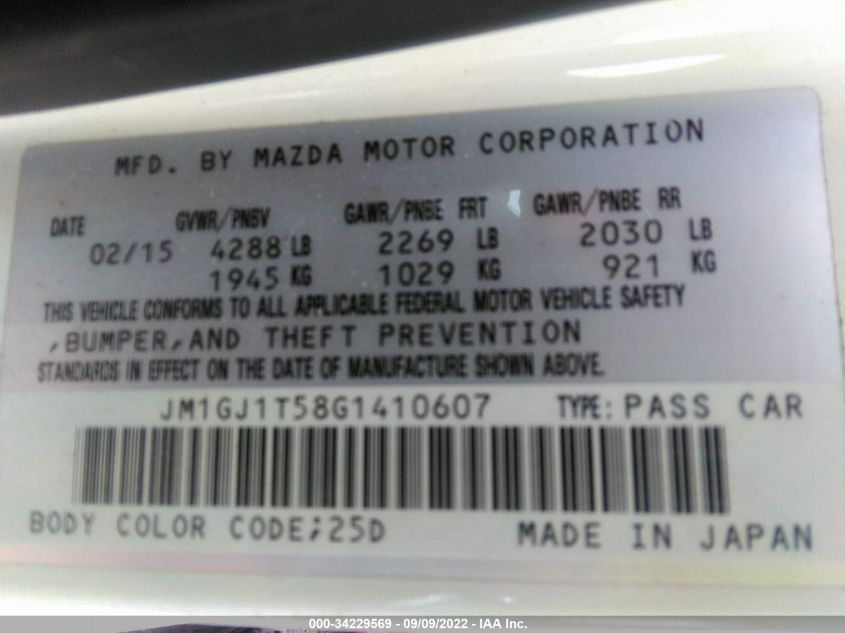 MFD. BY MAZDA MOTOR CORPORATION
DATE GVWR/PNBV GAWR/PNBE FRT GAWR/PNBE RR
02/15 4288 LB 2269 LB 2030 LB
1945 KG 1029 KG 921 KG
THIS VEHICLE CONFORMS TO ALL APPLICABLE FEDERAL MOTOR VEHICLE SAFETY
,BUMPER,AND THEFT PREVENTION
STANDARDS IN EFFECT ON THE DATE OF MANUFACTURE SHOWN ABOVE.
JM1GJ1T58G1410607 TYPE: PASS CAR
BODY COLOR CODE;25D MADE IN JAPAN
000-34229569 - 09/09/2022 - IAA Inc.